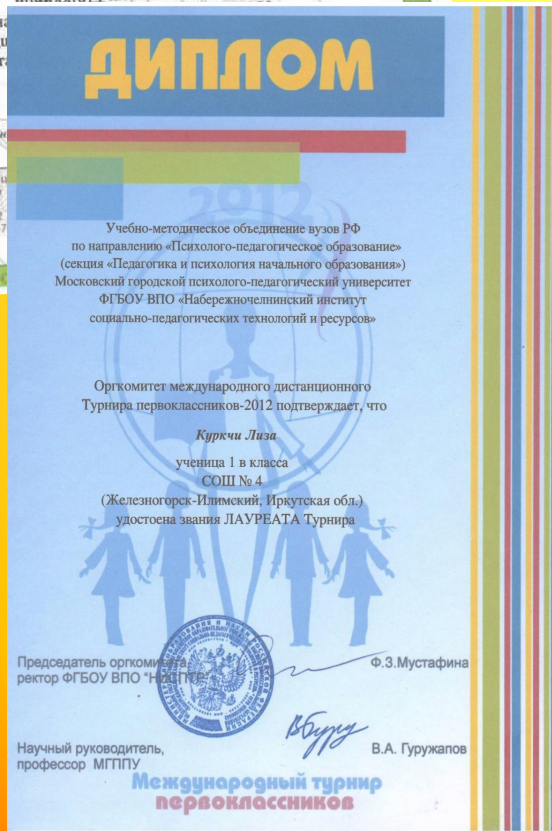 ДИПЛОМ
2012
Учебно-методическое объединение вузов РФ
по направлению «Психолого-педагогическое образование»
(секция «Педагогика и психология начального образования»)
Московский городской психолого-педагогический университет
ФГБОУ ВПО «Набережночелнинский институт
социально-педагогических технологий и ресурсов»
Оргкомитет международного дистанционного
Турнира первоклассников-2012 подтверждает, что
Куркчи Лиза
ученица 1 в класса
СОШ № 4
(Железногорск-Илимский, Иркутская обл.)
удостоена звания ЛАУРЕАТА Турнира
Председатель оргкомитета,
ректор ФГБОУ ВПО "НИСПТР"
Ф.З.Мустафина
Научный руководитель,
профессор МГППУ
В.А. Гуружапов
Международный турнир
первоклассников